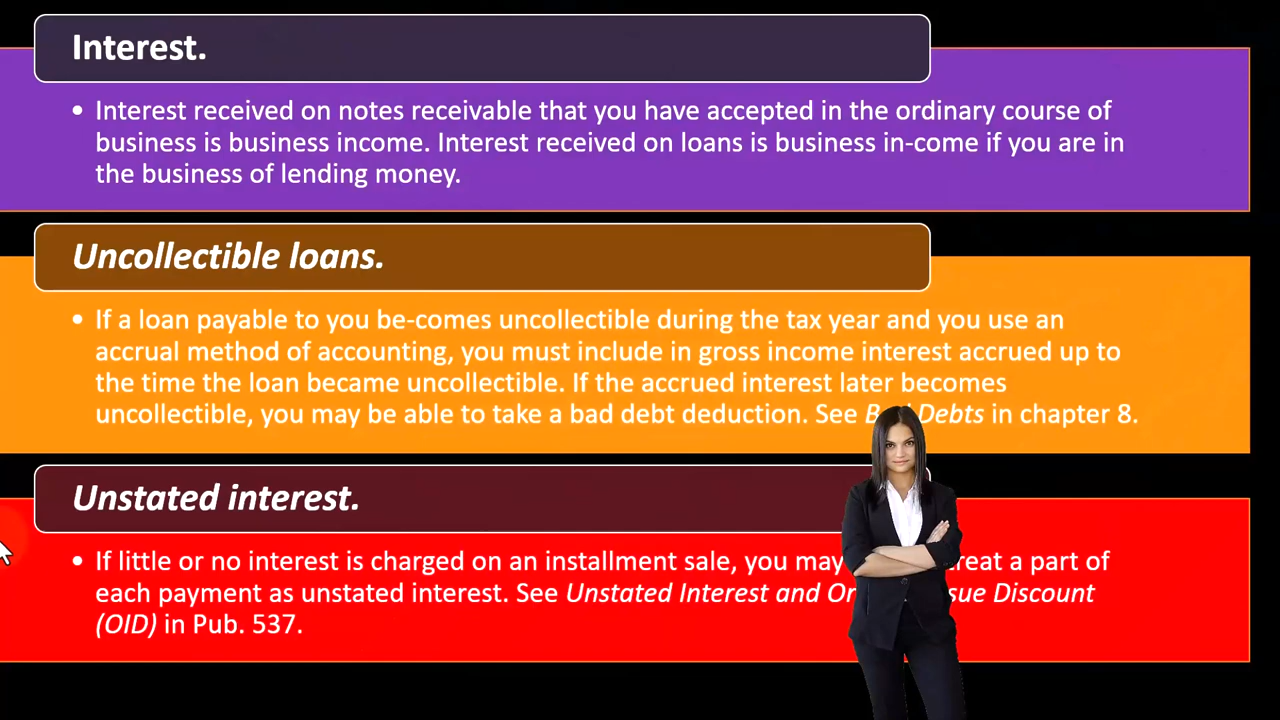 Interest.
• Interest received on notes receivable that you have accepted in the ordinary course of
business is business income. Interest received on loans is business in-come if you are in
the business of lending money.
Uncollectible loans.
• If a loan payable to you be-comes uncollectible during the tax year and you use an
accrual method of accounting, you must include in gross income interest accrued up to
the time the loan became uncollectible. If the accrued interest later becomes
uncollectible, you may be able to take a bad debt deduction. See Debts in chapter 8.
Unstated interest.
• If little or no interest is charged on an installment sale, you may a part of
each payment as unstated interest. See Unstated Interest and Discount
(OID) in Pub. 537.